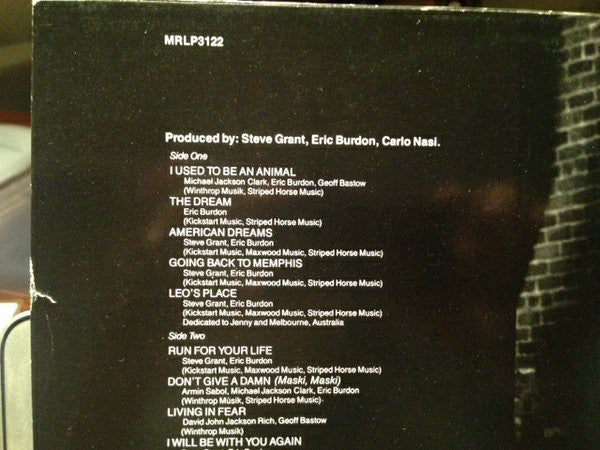 MRLP3122
Produced by: Steve Grant, Eric Burdon, Carlo Nasi.
Side One
I USED TO BE AN ANIMAL
Michael Jackson Clark, Eric Burdon, Geoff Bastow
(Winthrop Musik, Striped Horse Music)
THE DREAM
Eric Burdon
(Kickstart Music, Striped Horse Music)
AMERICAN DREAMS
Steve Grant, Eric Burdon
(Kickstart Music, Maxwood Music, Striped Horse Music)
GOING BACK TO MEMPHIS
Steve Grant, Eric Burdon
(Kickstart Music, Maxwood Music, Striped Horse Music)
LEO'S PLACE
Steve Grant, Eric Burdon
(Kickstart Music, Maxwood Music, Striped Horse Music)
Dedicated to Jenny and Melbourne, Australia
Side Two
RUN FOR YOUR LIFE
Steve Grant, Eric Burdon
(Kickstart Music, Maxwood Music, Striped Horse Music)
DON'T GIVE A DAMN (Maski, Maski)
Armin Sabol, Michael Jackson Clark, Eric Burdon
(Winthrop Müsik, Striped Horse Music)
LIVING IN FEAR
David John Jackson Rich, Geoff Bastow
(Winthrop Musik)
I WILL BE WITH YOU AGAIN